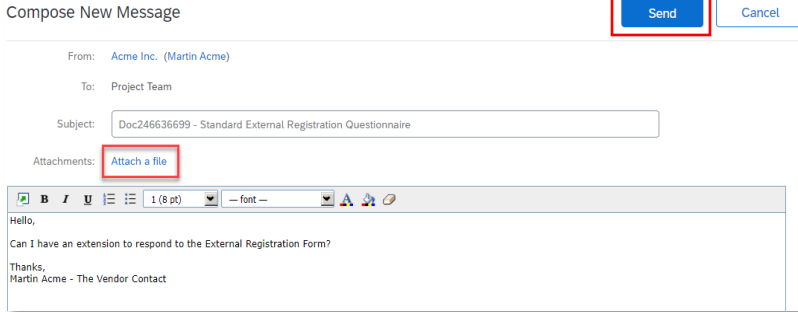 Compose New Message
Send
Cancel
From: Acme Inc. (Martin Acme)
To: Project Team
Subject: Doc246636699 - Standard External Registration Questionnaire
Attachments: Attach a file
B I U 1 (8 pt) — font — A
Hello,
Can I have an extension to respond to the External Registration Form?
Thanks,
Martin Acme - The Vendor Contact